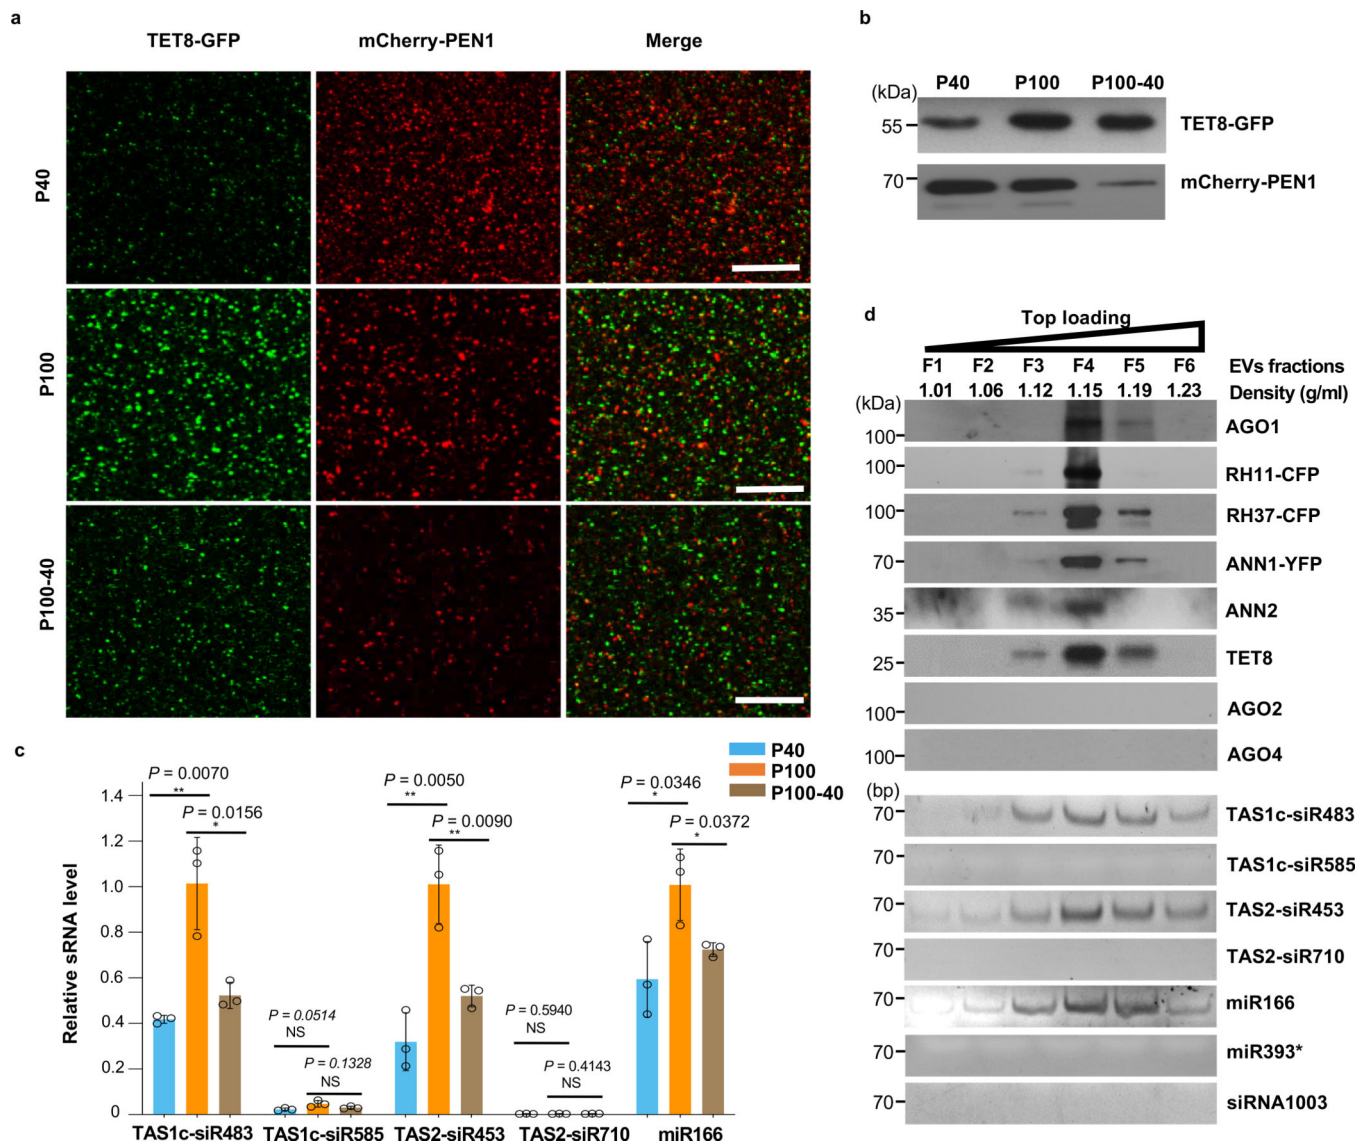 a
TET8-GFP mCherry-PEN1 Merge
P40
P100
P100-40
b
P40 P100 P100-40
(kDa)
55 TET8-GFP
70 mCherry-PEN1
c
P40
P100
P100-40
Relative sRNA level
1.4
1.2
1.0
0.8
0.6
0.4
0.2
0
P = 0.0070
**
P = 0.0156
*
P = 0.0514
NS
P = 0.1328
NS
P = 0.0050
**
P = 0.0090
**
P = 0.5940
NS
P = 0.4143
NS
P = 0.0346
*
P = 0.0372
*
TAS1c-siR483 TAS1c-siR585 TAS2-siR453 TAS2-siR710 miR166
d
Top loading
F1 F2 F3 F4 F5 F6 EVs fractions
1.01 1.06 1.12 1.15 1.19 1.23 Density (g/ml)
(kDa)
100 AGO1
100 RH11-CFP
100 RH37-CFP
70 ANN1-YFP
35 ANN2
25 TET8
100 AGO2
100 AGO4
(bp)
70 TAS1c-siR483
70 TAS1c-siR585
70 TAS2-siR453
70 TAS2-siR710
70 miR166
70 miR393*
70 siRNA1003